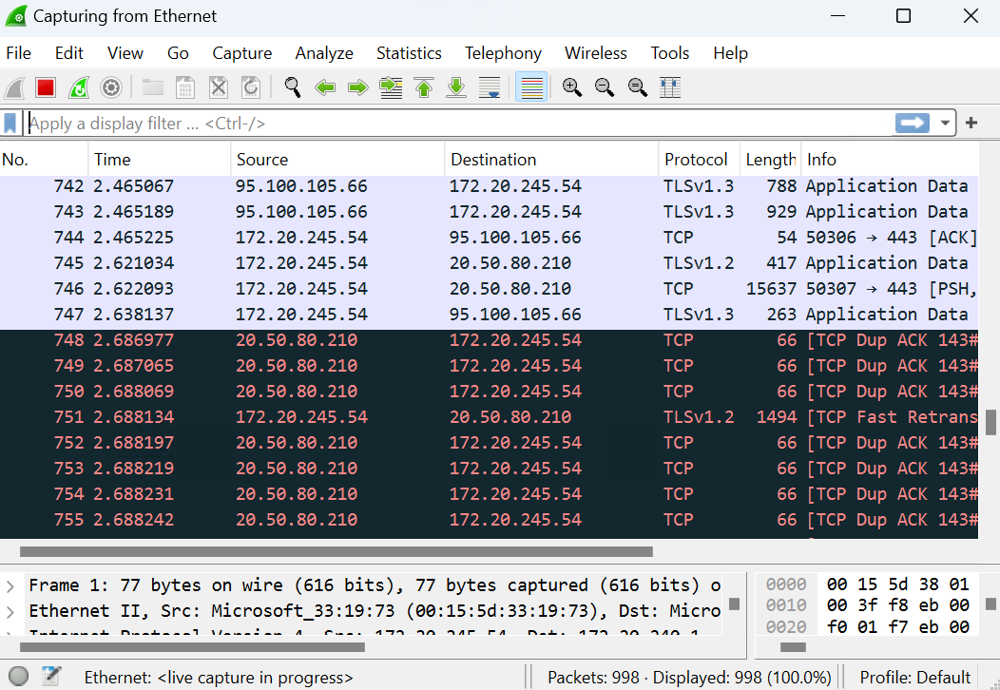 Capturing from Ethernet
File Edit View Go Capture Analyze Statistics Telephony Wireless Tools Help
Apply a display filter ... <Ctrl-/>
No. Time Source Destination Protocol Length Info
742 2.465067 95.100.105.66 172.20.245.54 TLSv1.3 788 Application Data
743 2.465189 95.100.105.66 172.20.245.54 TLSv1.3 929 Application Data
744 2.465225 172.20.245.54 95.100.105.66 TCP 54 50306 → 443 [ACK]
745 2.621034 172.20.245.54 20.50.80.210 TLSv1.2 417 Application Data
746 2.622093 172.20.245.54 20.50.80.210 TCP 15637 50307 → 443 [PSH,
747 2.638137 172.20.245.54 95.100.105.66 TLSv1.3 263 Application Data
748 2.686977 20.50.80.210 172.20.245.54 TCP 66 [TCP Dup ACK 143#
749 2.687065 20.50.80.210 172.20.245.54 TCP 66 [TCP Dup ACK 143#
750 2.688069 20.50.80.210 172.20.245.54 TCP 66 [TCP Dup ACK 143#
751 2.688134 172.20.245.54 20.50.80.210 TLSv1.2 1494 [TCP Fast Retrans
752 2.688197 20.50.80.210 172.20.245.54 TCP 66 [TCP Dup ACK 143#
753 2.688219 20.50.80.210 172.20.245.54 TCP 66 [TCP Dup ACK 143#
754 2.688231 20.50.80.210 172.20.245.54 TCP 66 [TCP Dup ACK 143#
755 2.688242 20.50.80.210 172.20.245.54 TCP 66 [TCP Dup ACK 143#
Frame 1: 77 bytes on wire (616 bits), 77 bytes captured (616 bits) o
Ethernet II, Src: Microsoft_33:19:73 (00:15:5d:33:19:73), Dst: Micro
Internet Protocol Version 4, Src: 172.20.245.54, Dst: 172.20.240.1
0000 00 15 5d 38 01
0010 00 3f f8 eb 00
0020 f0 01 f7 eb 00
Ethernet: <live capture in progress>
Packets: 998 · Displayed: 998 (100.0%)
Profile: Default